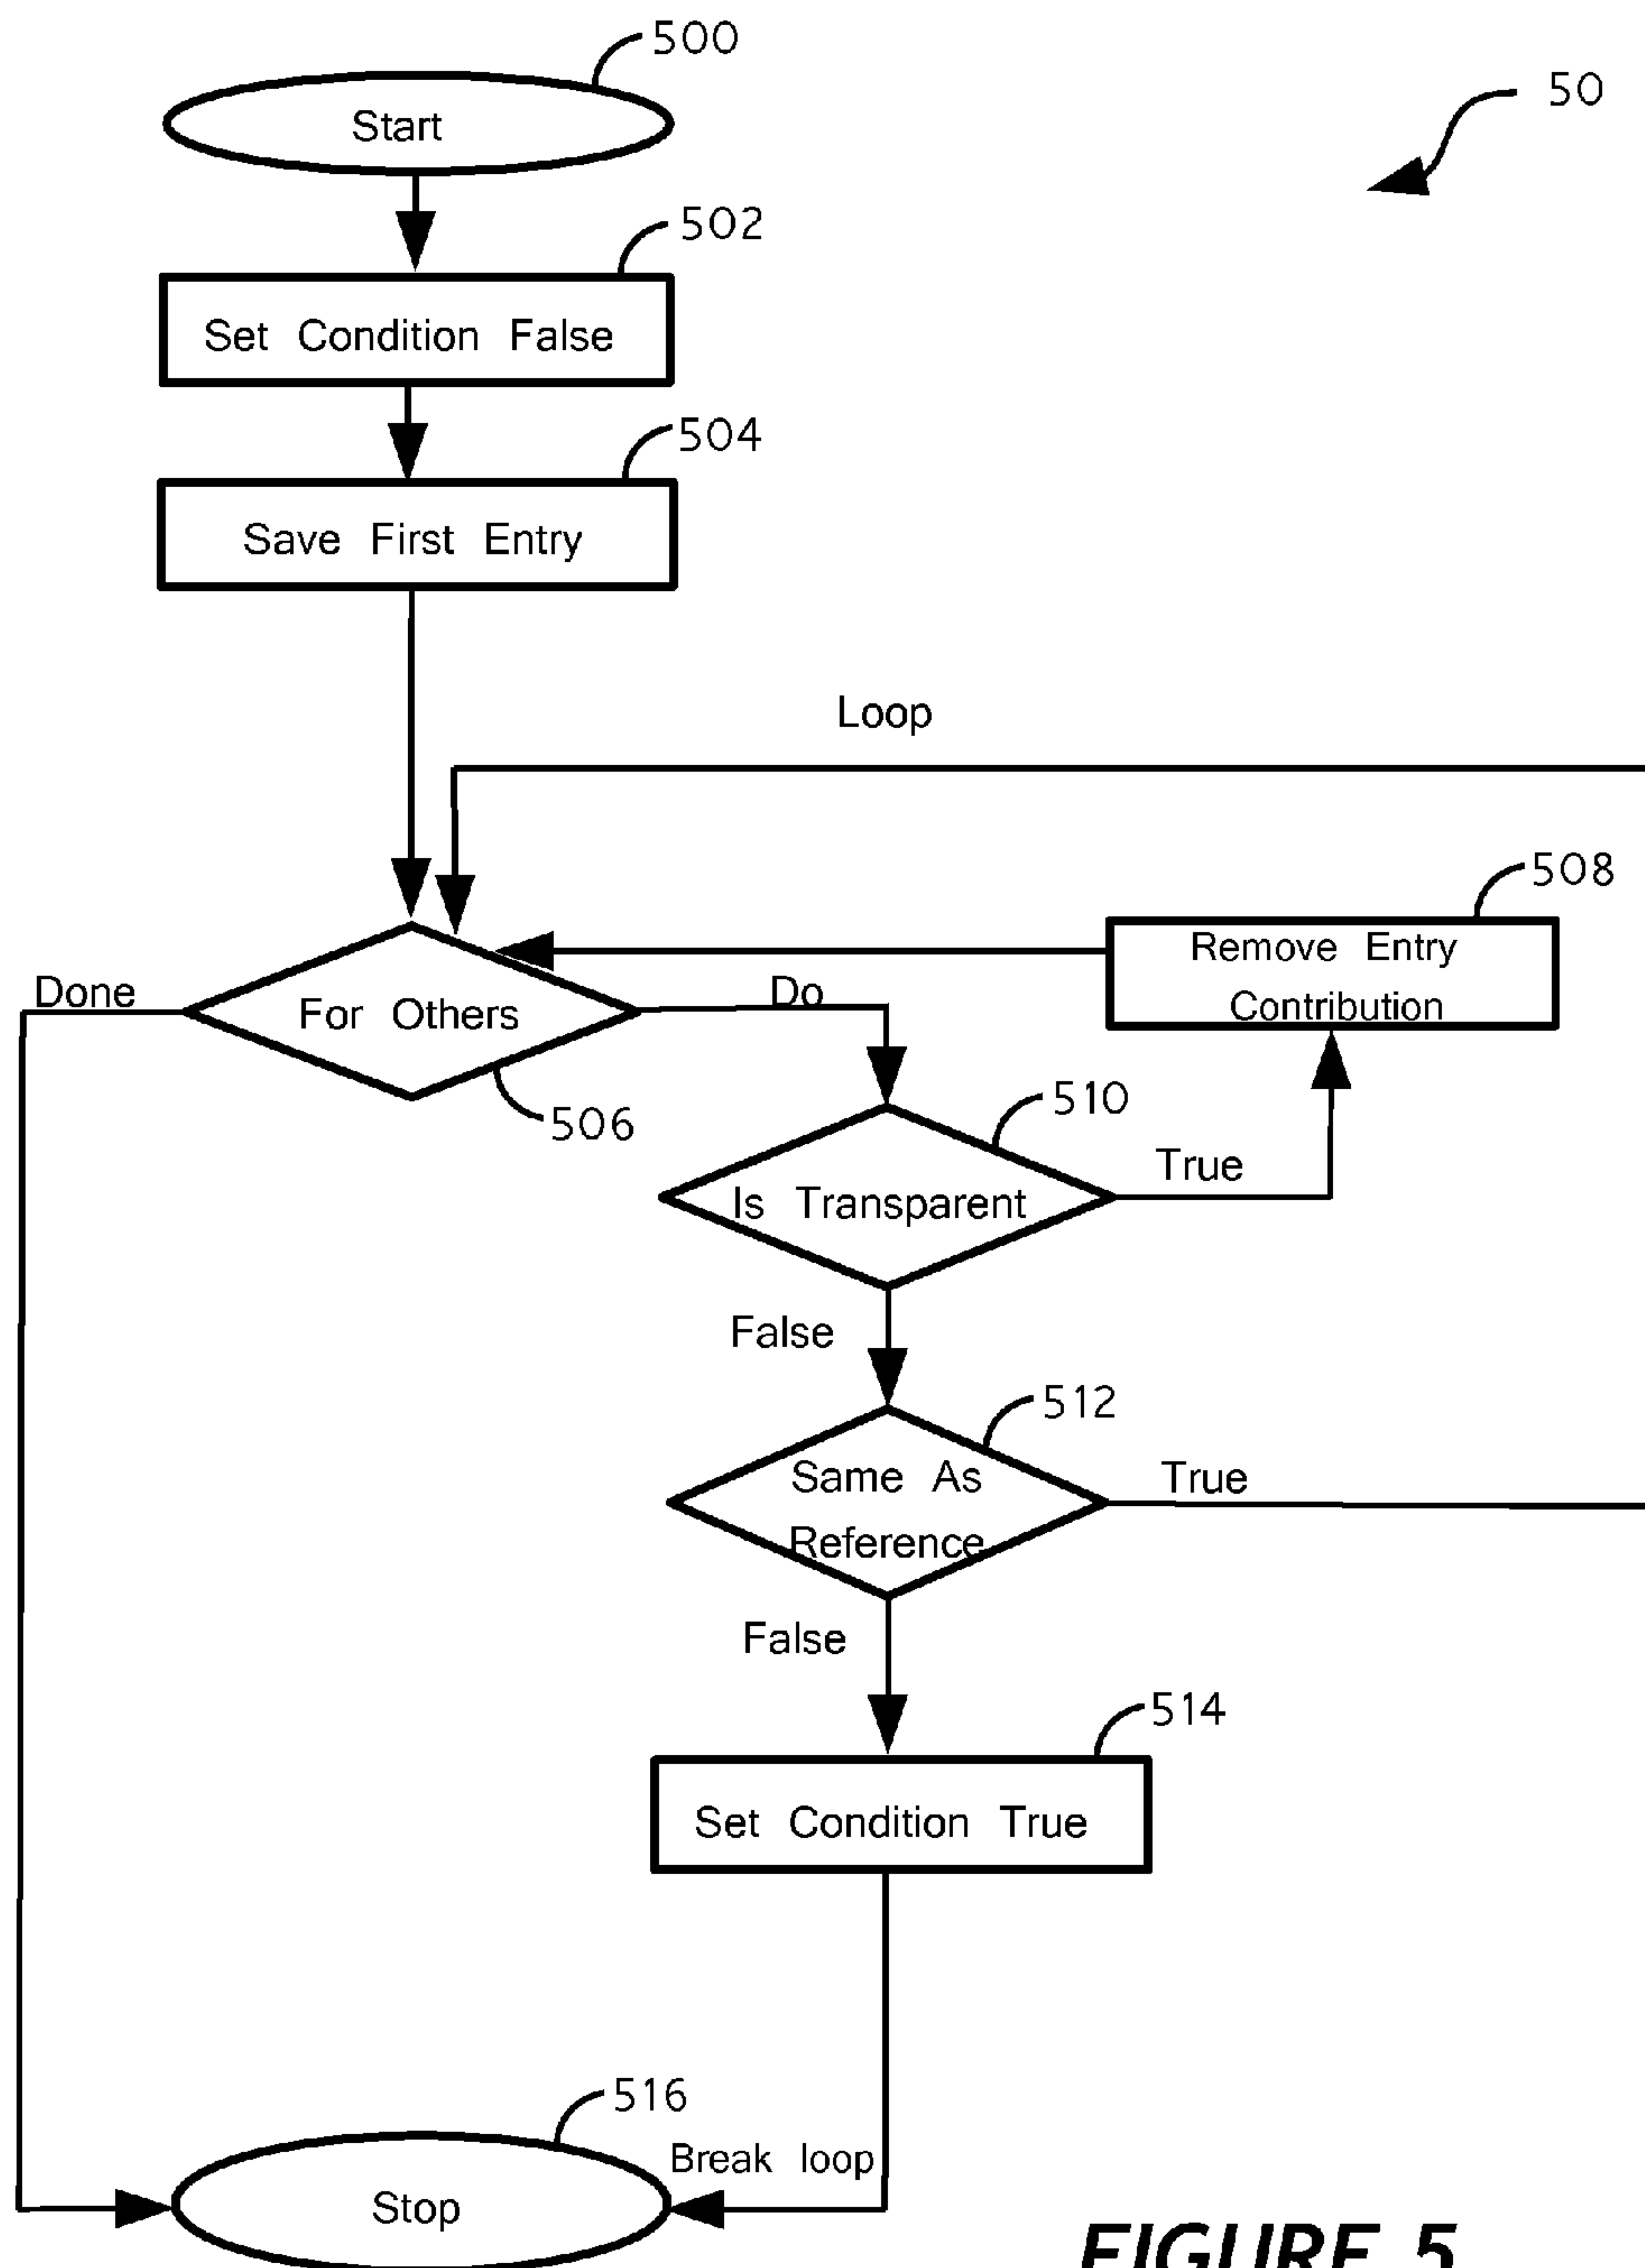 500
50
Start
502
Set Condition False
504
Save First Entry
Loop
508
Remove Entry
Contribution
Done
Do
For Others
506
510
True
Is Transparent
False
512
Same As
Reference
True
False
514
Set Condition True
516
Break loop
Stop
FIGURE 5